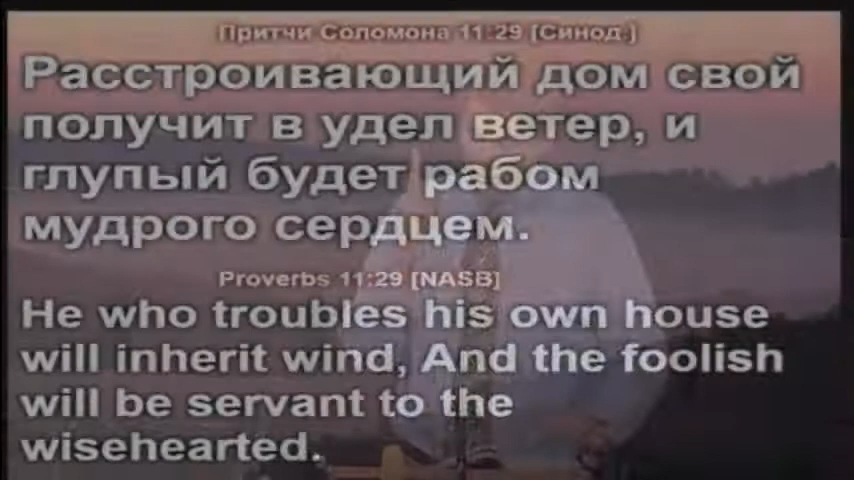 Притчи Соломона 11:29 [Синод.]
Расстроивающий дом свой
получит в удел ветер, и
глупый будет рабом
мудрого сердцем.
Proverbs 11:29 [NASB]
He who troubles his own house
will inherit wind, And the foolish
will be servant to the
wisehearted.